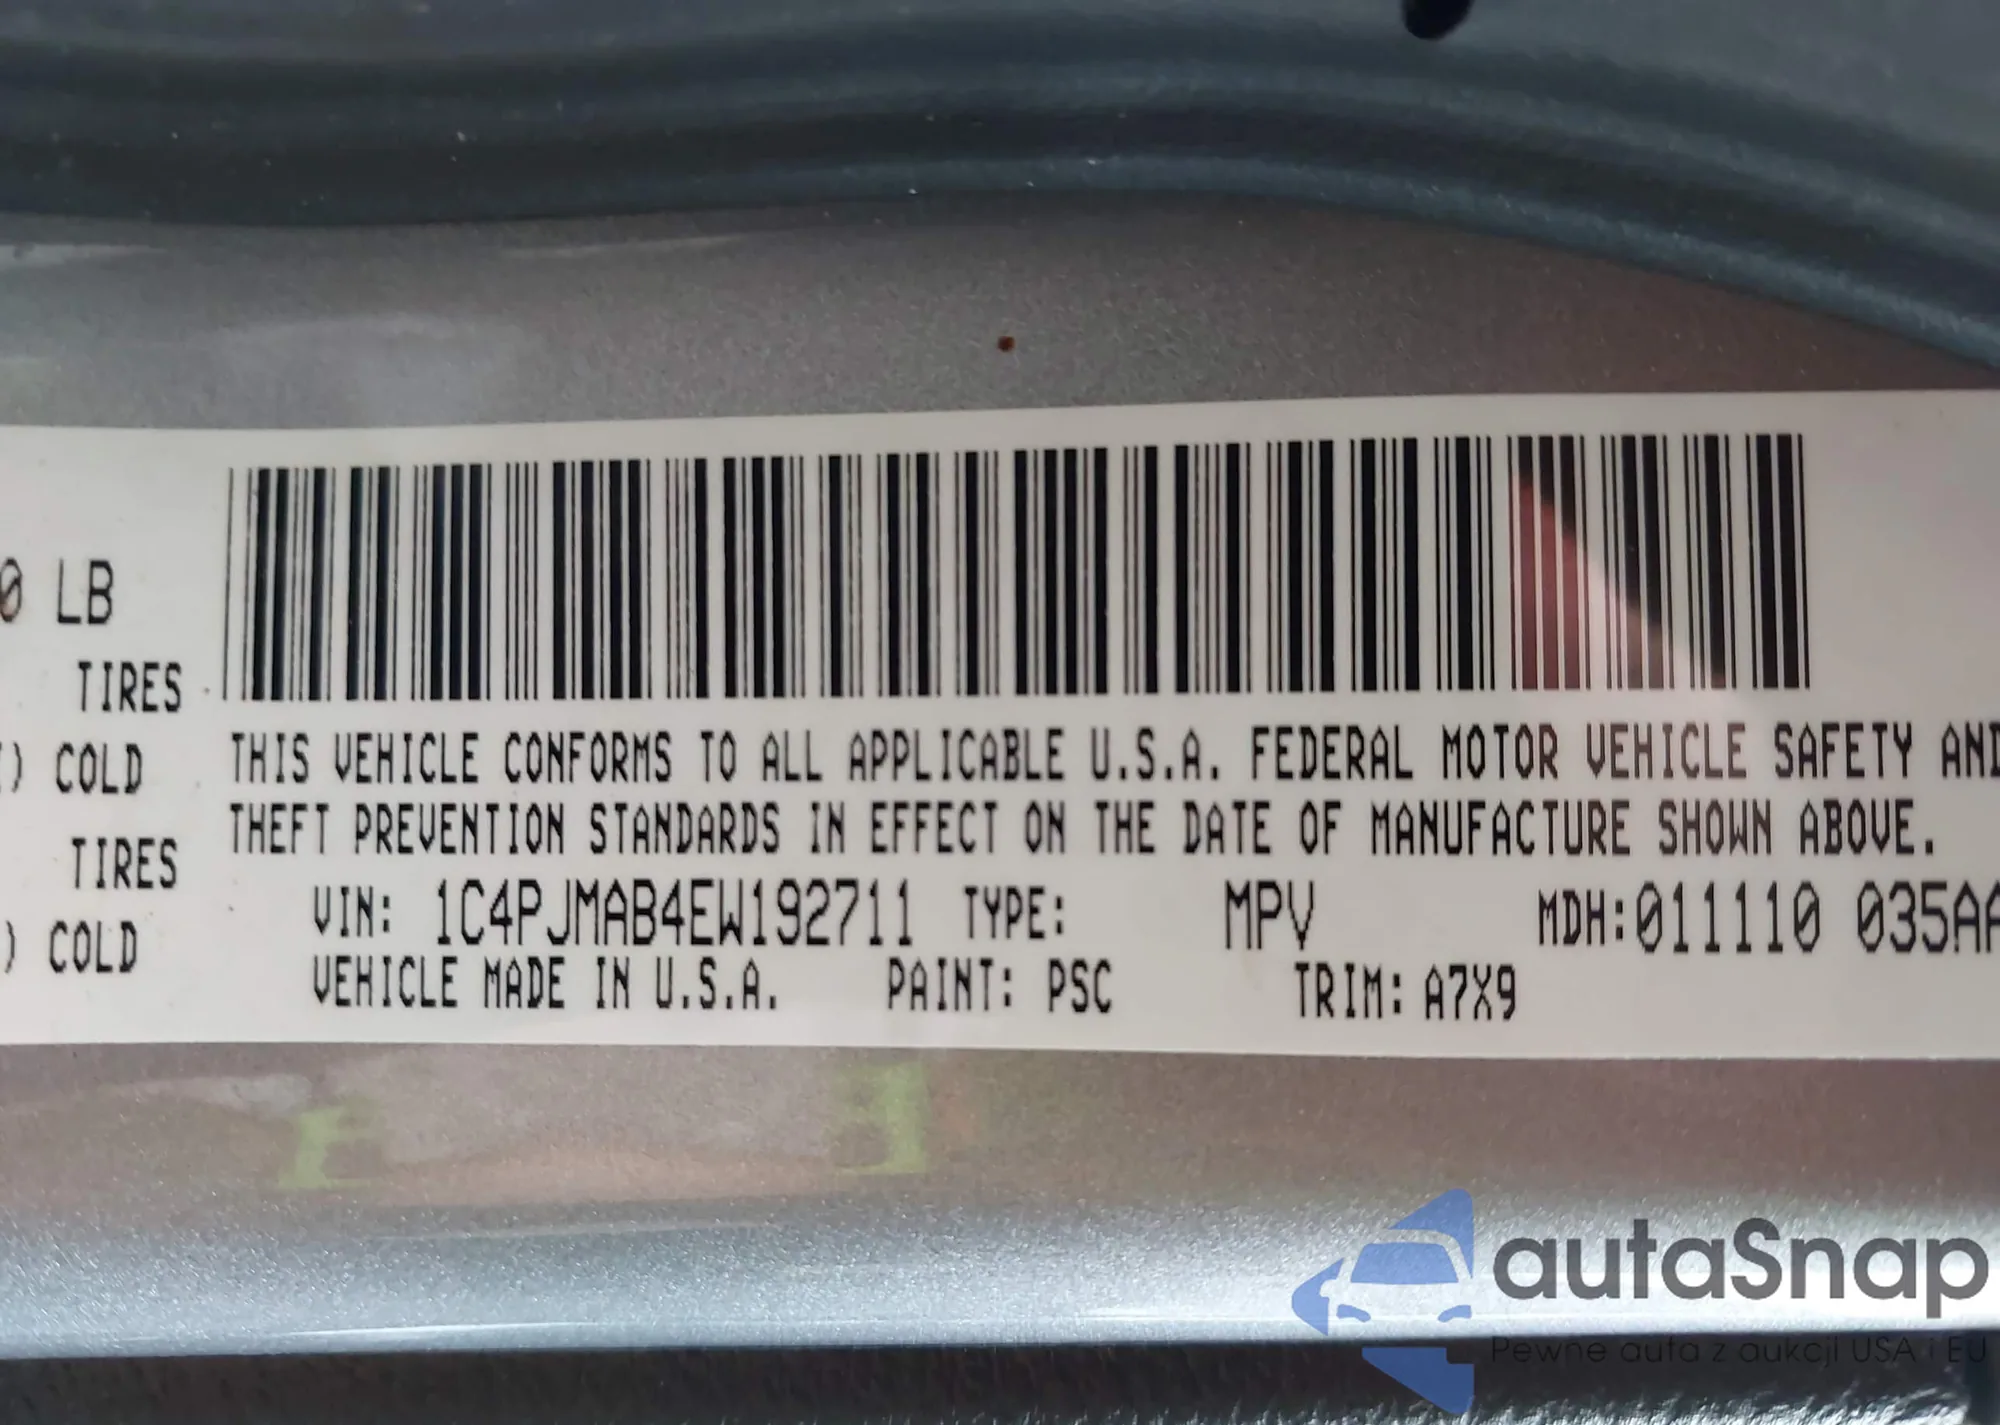 0 LB
TIRES
) COLD
TIRES
) COLD
THIS VEHICLE CONFORMS TO ALL APPLICABLE U.S.A. FEDERAL MOTOR VEHICLE SAFETY AND
THEFT PREVENTION STANDARDS IN EFFECT ON THE DATE OF MANUFACTURE SHOWN ABOVE.
VIN: 1C4PJMAB4EW192711 TYPE: MPV MDH:011110 035AA
VEHICLE MADE IN U.S.A. PAINT: PSC TRIM: A7X9
autaSnap
Pewne auta z aukcji USA i EU